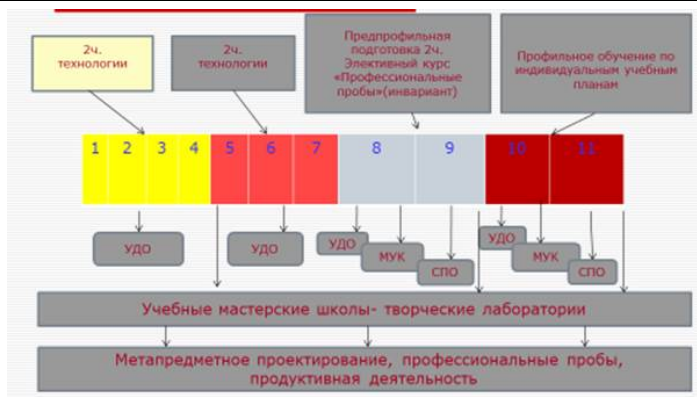 2ч.
технологии
2ч.
технологии
Предпрофильная
подготовка 2ч.
Элективный курс
«Профессиональные
пробы»(инвариант)
Профильное обучение по
индивидуальным учебным
планам
1 2 3 4 5 6 7 8 9 10 11
УДО
УДО
УДО
МУК
СПО
УДО
МУК
СПО
Учебные мастерские школы- творческие лаборатории
Метапредметное проектирование, профессиональные пробы,
продуктивная деятельность